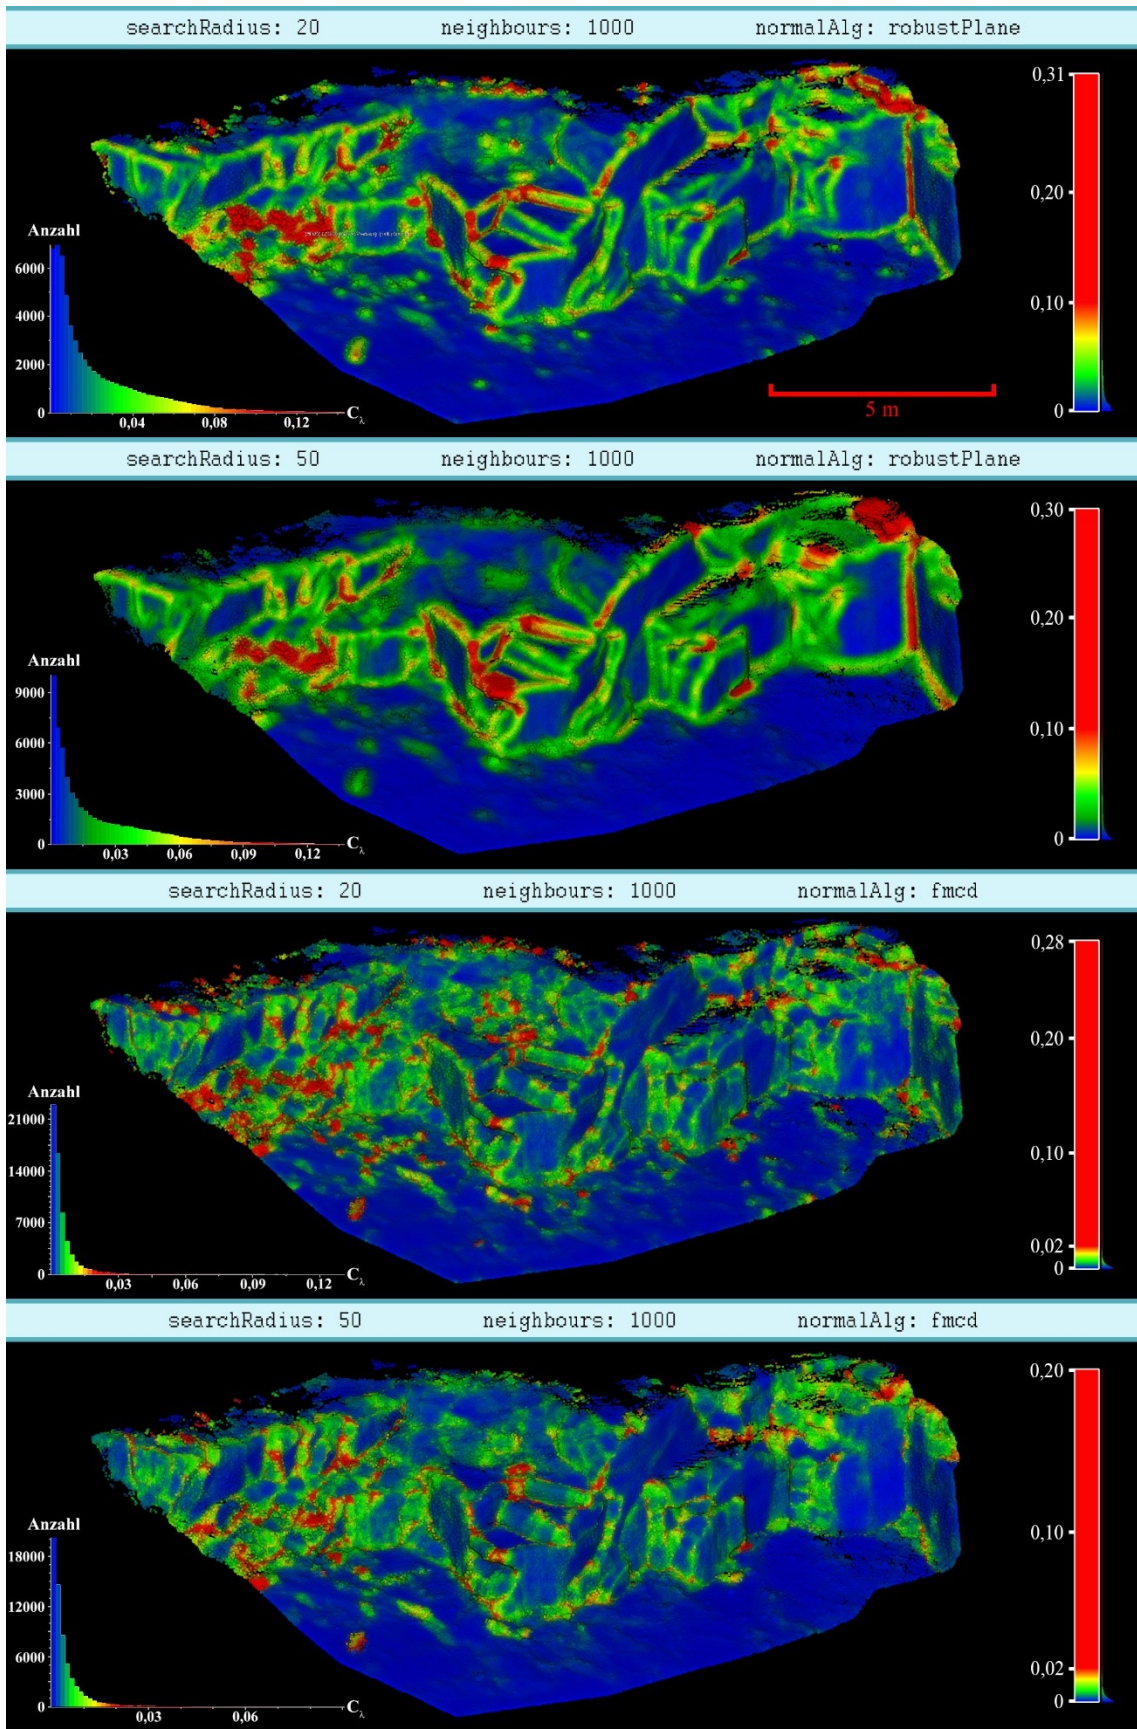 searchRadius: 20 neighbours: 1000 normalAlg: robustPlane
0,31
0,20
0,10
0
Anzahl
6000
4000
2000
0
0,04 0,08 0,12 Cλ
5 m
searchRadius: 50 neighbours: 1000 normalAlg: robustPlane
0,30
0,20
0,10
0
Anzahl
9000
6000
3000
0
0,03 0,06 0,09 0,12 Cλ
searchRadius: 20 neighbours: 1000 normalAlg: fmcd
0,28
0,20
0,10
0,02
0
Anzahl
21000
14000
7000
0
0,03 0,06 0,09 0,12 Cλ
searchRadius: 50 neighbours: 1000 normalAlg: fmcd
0,20
0,10
0,02
0
Anzahl
18000
12000
6000
0
0,03 0,06 Cλ